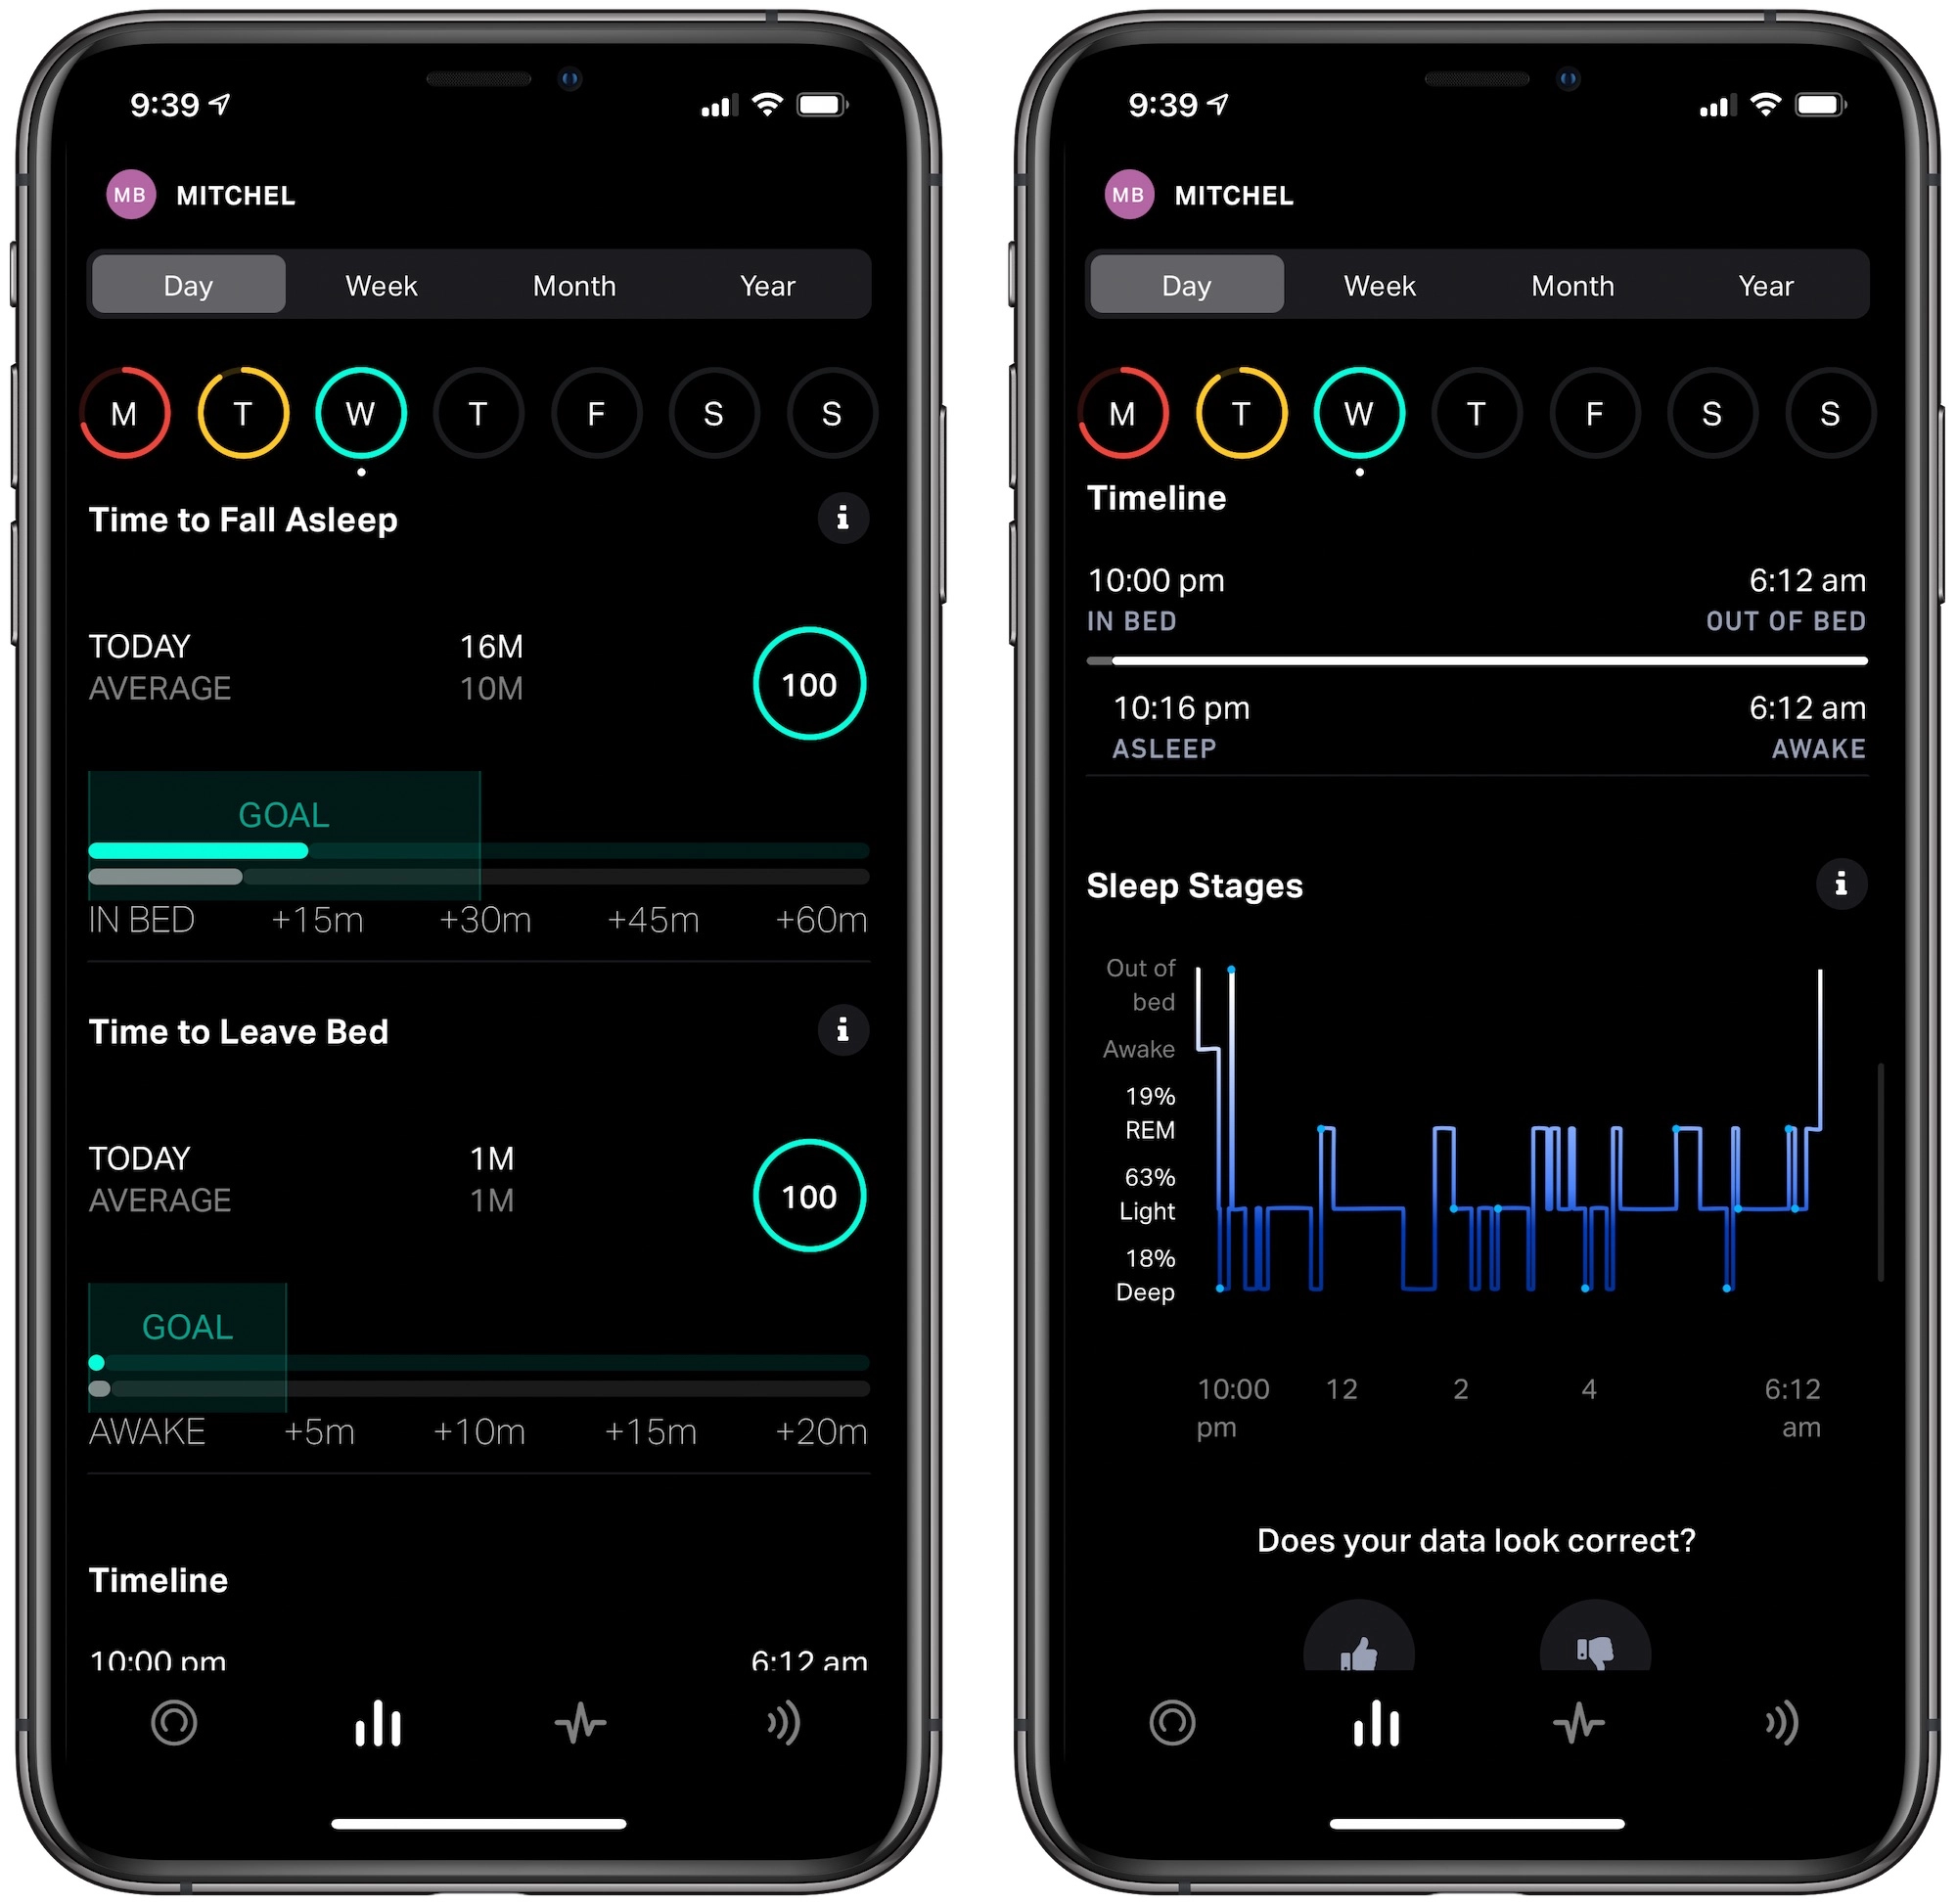 9:39
MB MITCHEL
Day Week Month Year
M T W T F S S
Time to Fall Asleep i
TODAY 16M
AVERAGE 10M
100
GOAL
IN BED +15m +30m +45m +60m
Time to Leave Bed i
TODAY 1M
AVERAGE 1M
100
GOAL
AWAKE +5m +10m +15m +20m
Timeline
10:00 pm 6:12 am
9:39
MB MITCHEL
Day Week Month Year
M T W T F S S
Timeline
10:00 pm 6:12 am
IN BED OUT OF BED
10:16 pm 6:12 am
ASLEEP AWAKE
Sleep Stages i
Out of
bed
Awake
19%
REM
63%
Light
18%
Deep
10:00 12 2 4 6:12
pm am
Does your data look correct?